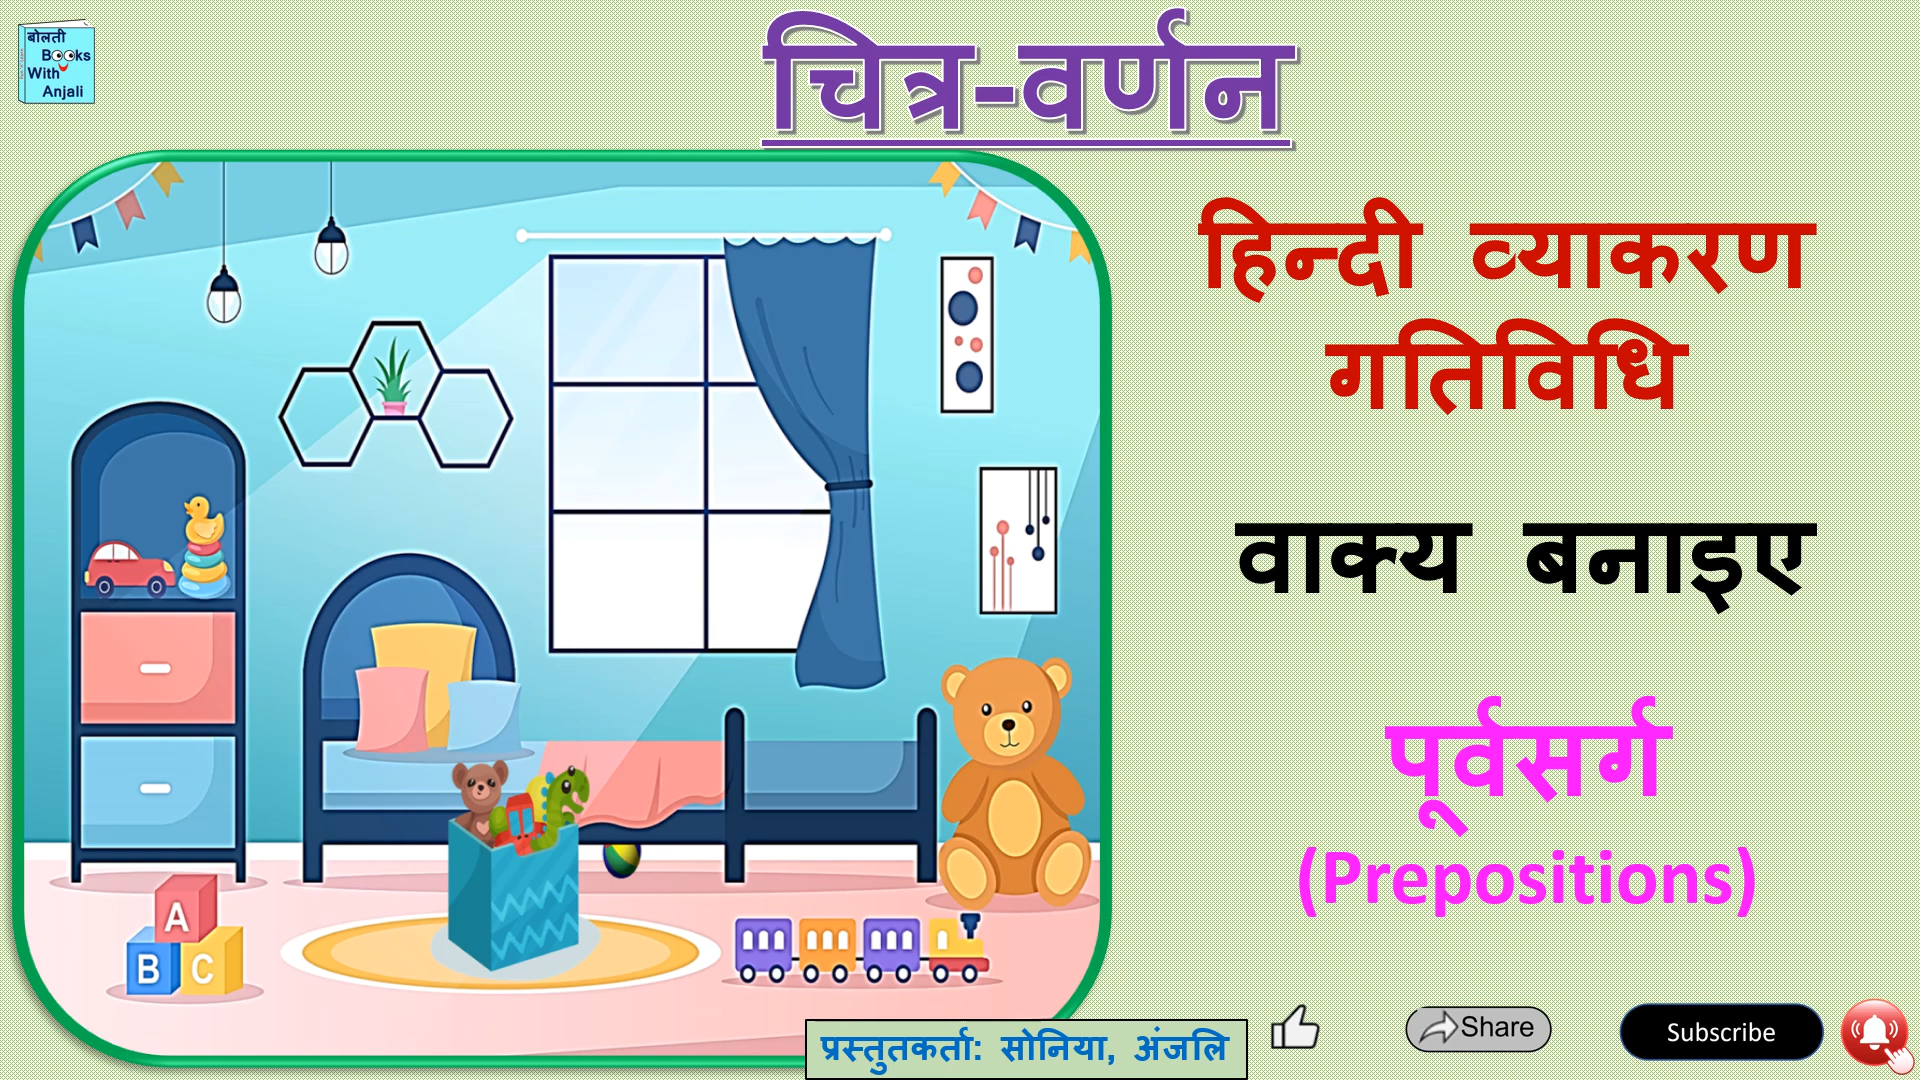 बोलती
Books
With
Anjali
चित्र-वर्णन
हिन्दी व्याकरण
गतिविधि
वाक्य बनाइए
पूर्वसर्ग
(Prepositions)
A
B C
प्रस्तुतकर्ता: सोनिया, अंजलि
Share
Subscribe